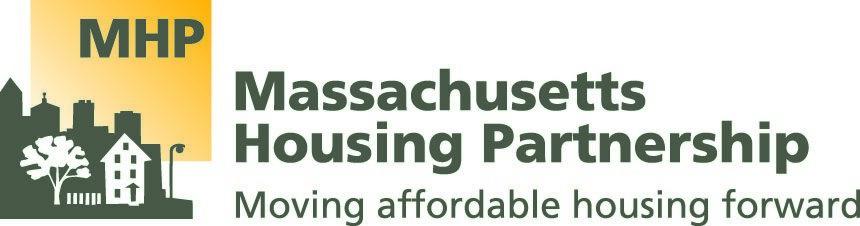 MHP
Massachusetts
Housing Partnership
Moving affordable housing forward